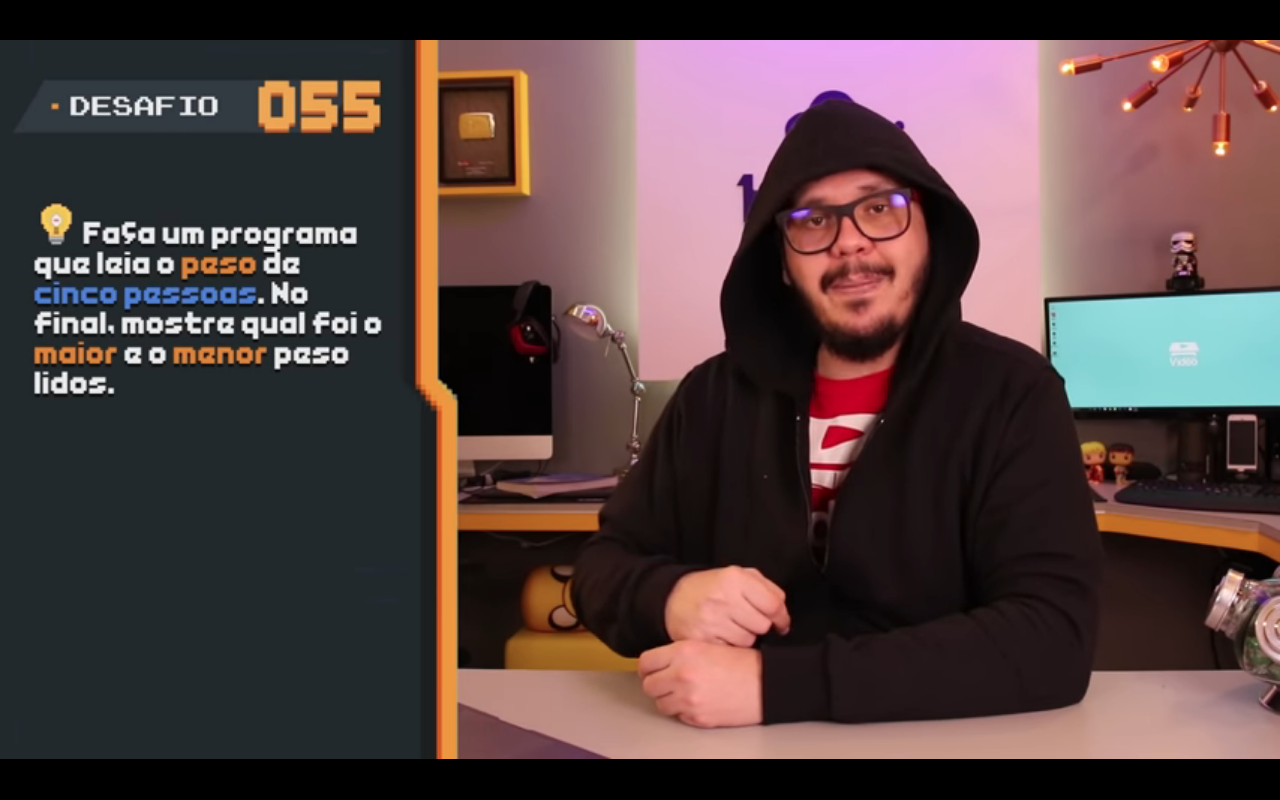 DESAFIO 055
Faça um programa
que leia o peso de
cinco pessoas. No
final, mostre qual foi o
maior e o menor peso
lidos.